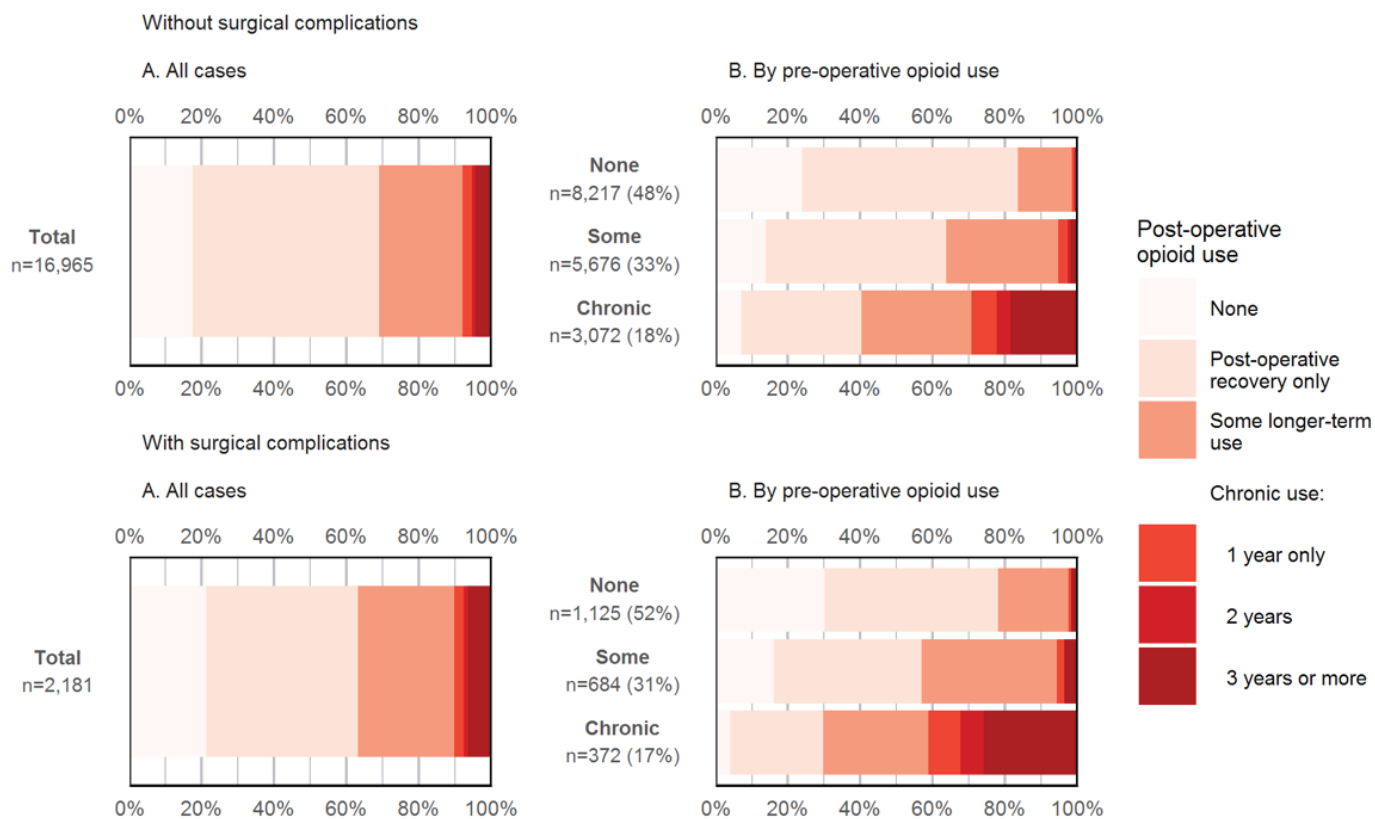 Without surgical complications
A. All cases
0% 20% 40% 60% 80% 100%
Total
n=16,965
0% 20% 40% 60% 80% 100%
B. By pre-operative opioid use
0% 20% 40% 60% 80% 100%
None
n=8,217 (48%)
Some
n=5,676 (33%)
Chronic
n=3,072 (18%)
0% 20% 40% 60% 80% 100%
With surgical complications
A. All cases
0% 20% 40% 60% 80% 100%
Total
n=2,181
0% 20% 40% 60% 80% 100%
B. By pre-operative opioid use
0% 20% 40% 60% 80% 100%
None
n=1,125 (52%)
Some
n=684 (31%)
Chronic
n=372 (17%)
0% 20% 40% 60% 80% 100%
Post-operative
opioid use
None
Post-operative
recovery only
Some longer-term
use
Chronic use:
1 year only
2 years
3 years or more